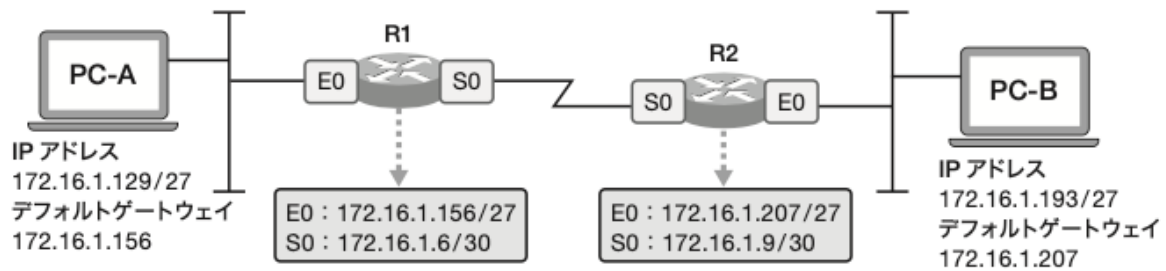 R1
R2
PC-A
E0
S0
S0
E0
PC-B
IP アドレス
172.16.1.129/27
デフォルトゲートウェイ
172.16.1.156
E0：172.16.1.156/27
S0：172.16.1.6/30
E0：172.16.1.207/27
S0：172.16.1.9/30
IP アドレス
172.16.1.193/27
デフォルトゲートウェイ
172.16.1.207